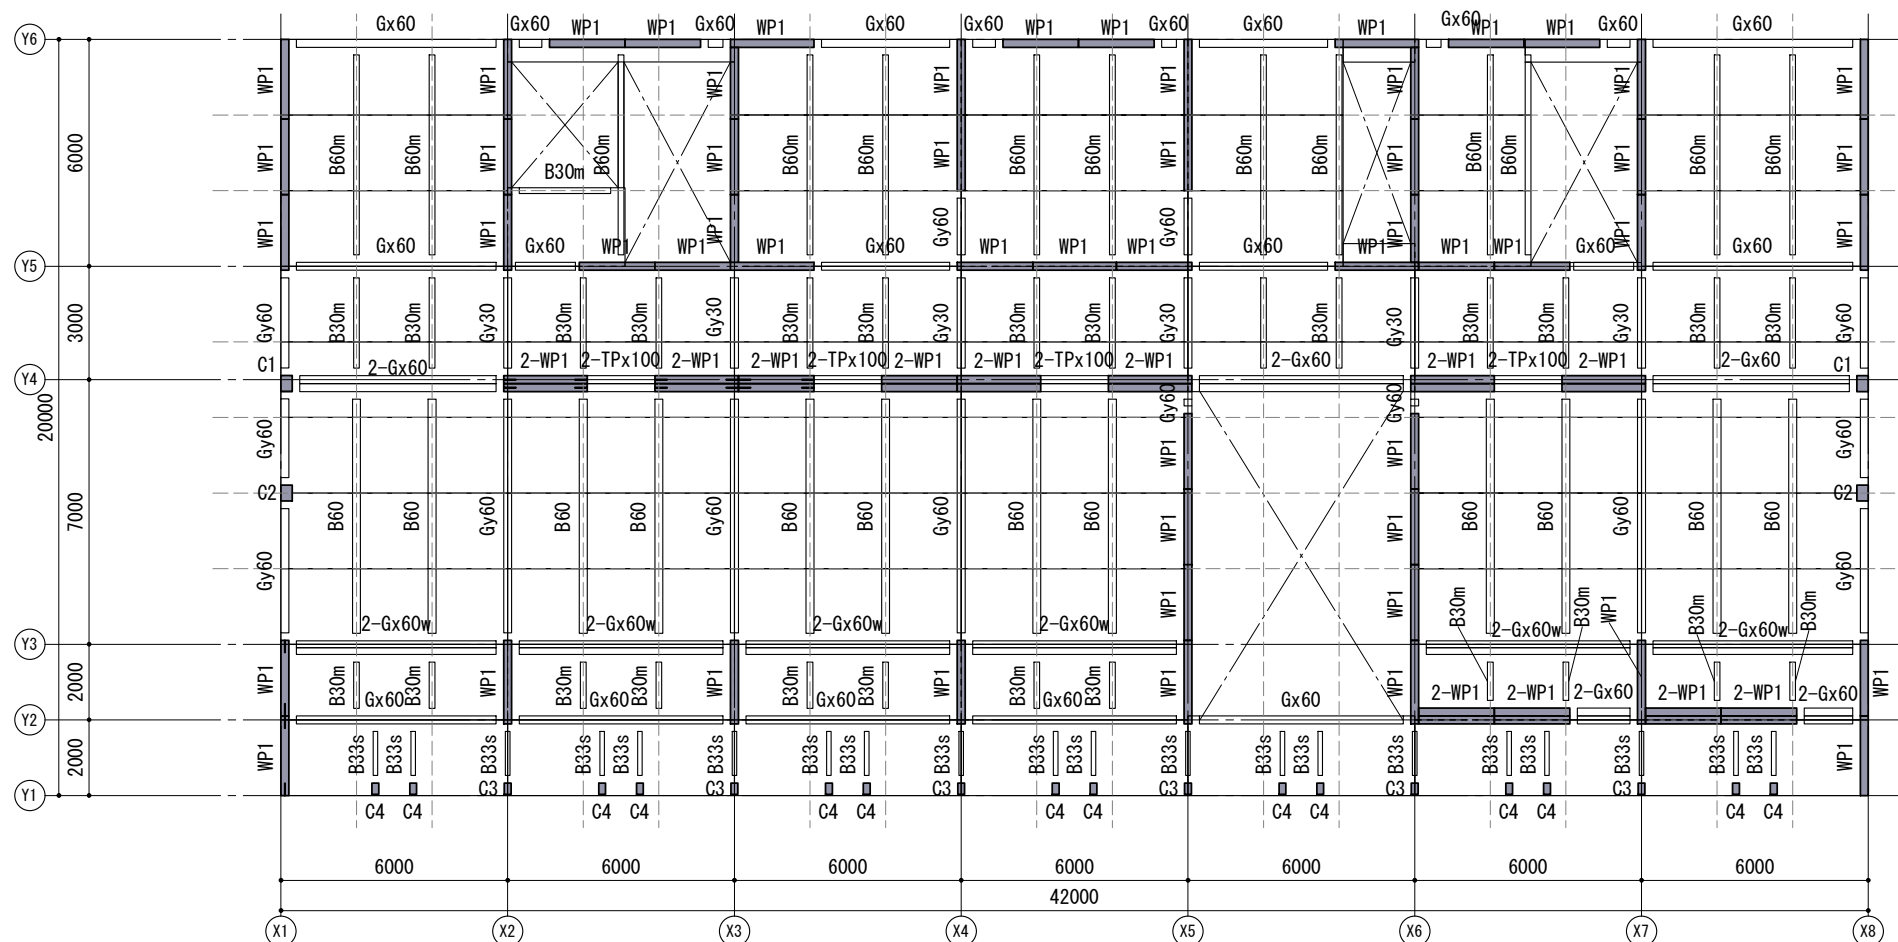 Gx60 Gx60 WP1 Gx60 WP1 Gx60 Gx60 WP1 Gx60 Gx60 WP1 Gx60 WP1 Gx60 Gx60
Y6
WP1 WP1 WP1 WP1 WP1 WP1 WP1 WP1
6000 WP1 B60m B60m WP1 B60m WP1 B60m B60m WP1 B60m B60m B60m WP1 B60m B60m WP1 B60m B60m WP1
B30m
WP1 WP1 WP1 Gy60 Gy60 WP1 WP1 WP1
Gx60 Gx60 WP1 WP1 WP1 Gx60 WP1 WP1 WP1 Gx60 WP1 WP1 WP1 Gx60 Gx60
Y5
3000 Gy60 B30m B30m Gy30 B30m B30m Gy30 B30m B30m Gy30 B30m B30m Gy30 B30m Gy30 B30m B30m Gy60 B30m B30m Gy60
C1 2-Gx60 2-WP1 2-TPx100 2-WP1 2-WP1 2-TPx100 2-WP1 2-WP1 2-TPx100 2-WP1 2-Gx60 2-WP1 2-TPx100 2-WP1 2-Gx60 C1
Y4
20000
Gy60 Gy60 Gy60 Gy60
WP1 WP1
C2 C2
7000 B60 B60 Gy60 B60 B60 Gy60 B60 B60 Gy60 B60 B60 WP1 WP1 B60 B60 Gy60 B60 B60
Gy60 Gy60
WP1 WP1 B30m B30m WP1 B30m B30m
2-Gx60w 2-Gx60w 2-Gx60w 2-Gx60w 2-Gx60w 2-Gx60w
Y3
2000 WP1 B30m B30m WP1 B30m B30m WP1 B30m B30m WP1 B30m B30m WP1 WP1 WP1
Gx60 Gx60 Gx60 Gx60 Gx60 2-WP1 2-WP1 2-Gx60 2-WP1 2-WP1 2-Gx60
Y2
2000 WP1 B33s B33s B33s B33s B33s B33s B33s B33s B33s B33s B33s B33s B33s B33s B33s B33s B33s B33s B33s B33s WP1
Y1 C3 C3 C3 C3 C3 C3
C4 C4 C4 C4 C4 C4 C4 C4 C4 C4 C4 C4 C4 C4
6000 6000 6000 6000 6000 6000 6000
42000
X1 X2 X3 X4 X5 X6 X7 X8